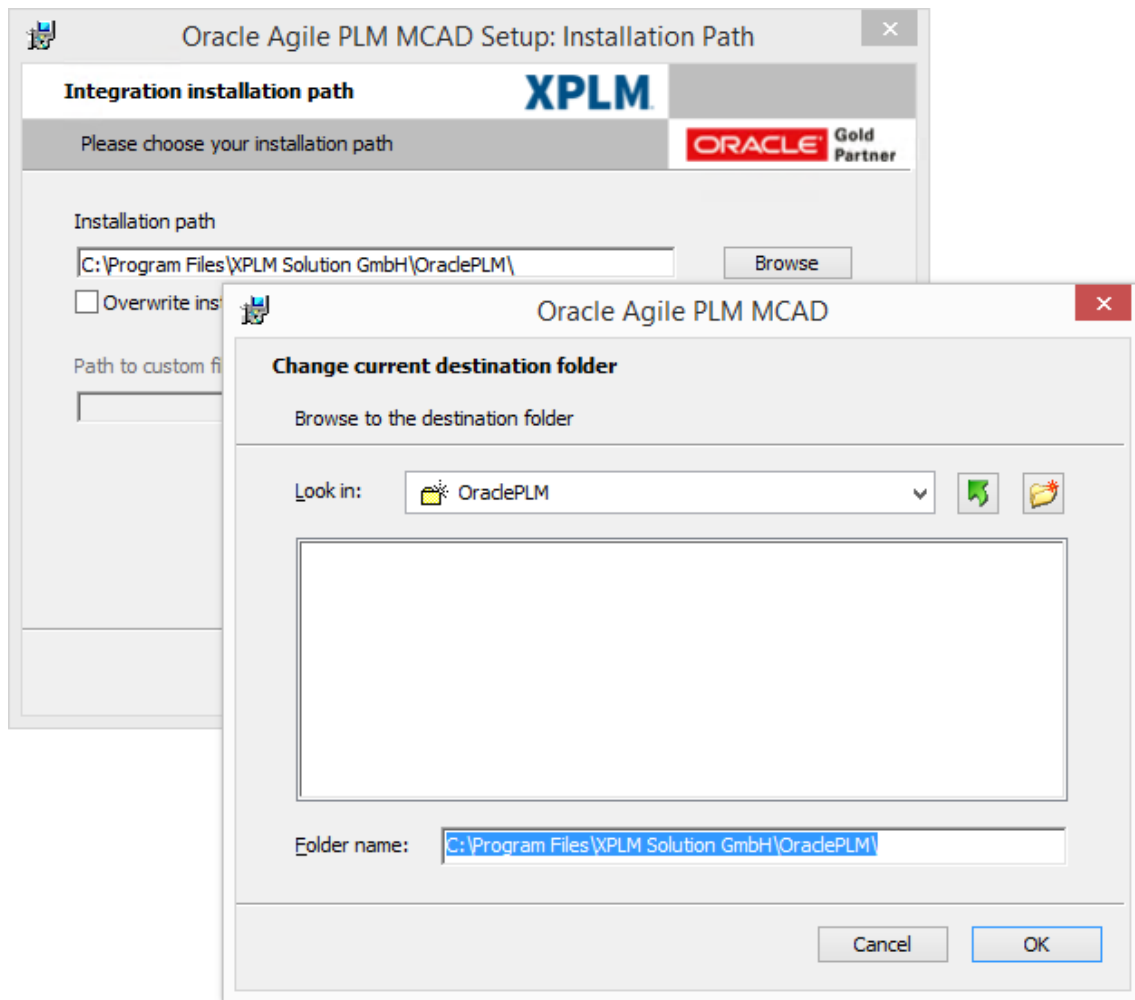 Oracle Agile PLM MCAD Setup: Installation Path
Integration installation path
XPLM
Please choose your installation path
ORACLE Gold
Partner
Installation path
C:\Program Files\XPLM Solution GmbH\OraclePLM\
Browse
Overwrite
Oracle Agile PLM MCAD
Path to custom
Change current destination folder
Browse to the destination folder
Look in:
OraclePLM
Folder name:
C:\Program Files\XPLM Solution GmbH\OraclePLM\
Cancel
OK